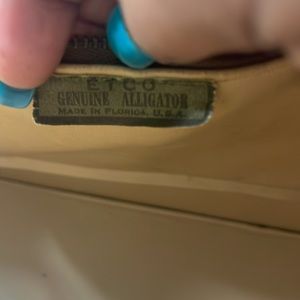 ETCO
GENUINE ALLIGATOR
MADE IN FLORIDA, U.S.A.